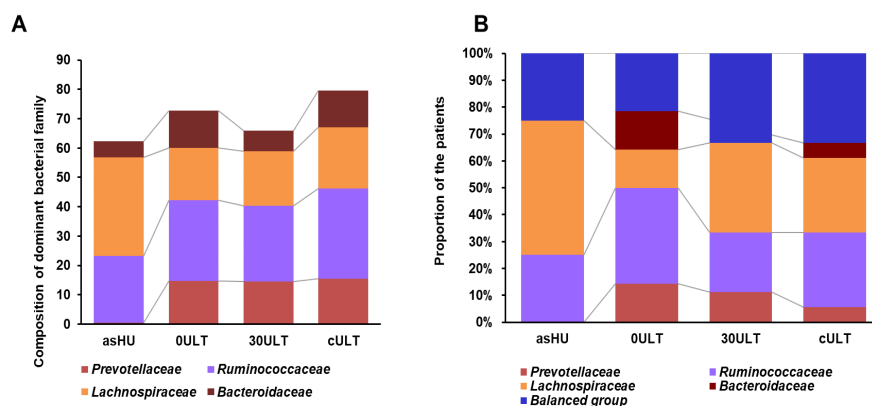 A
Composition of dominant bacterial family
90
80
70
60
50
40
30
20
10
0
asHU 0ULT 30ULT cULT
Prevotellaceae Ruminococcaceae
Lachnospiraceae Bacteroidaceae
B
Proportion of the patients
100%
90%
80%
70%
60%
50%
40%
30%
20%
10%
0%
asHU 0ULT 30ULT cULT
Prevotellaceae Ruminococcaceae
Lachnospiraceae Bacteroidaceae
Balanced group